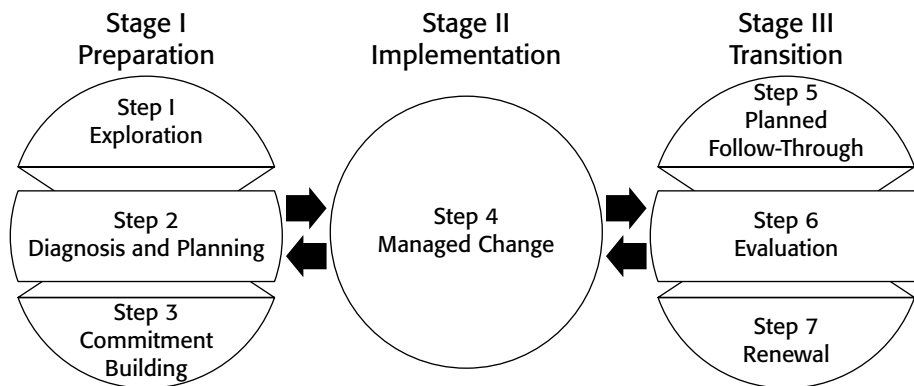 Stage I
Preparation
Step I
Exploration
Step 2
Diagnosis and Planning
Step 3
Commitment
Building
Stage II
Implementation
Step 4
Managed Change
Stage III
Transition
Step 5
Planned
Follow-Through
Step 6
Evaluation
Step 7
Renewal